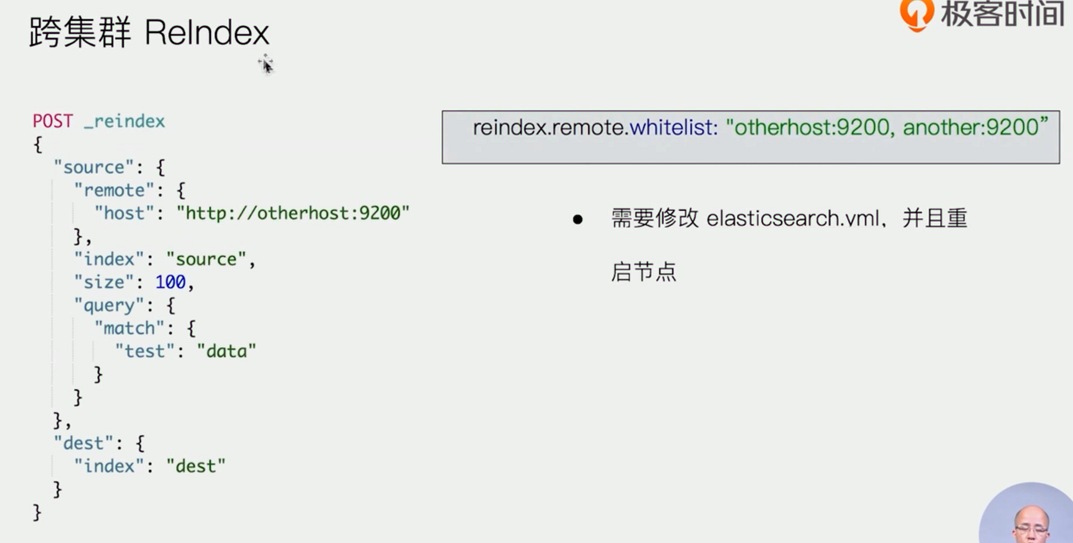 极客时间
跨集群 ReIndex
POST _reindex
{
"source": {
"remote": {
"host": "http://otherhost:9200"
},
"index": "source",
"size": 100,
"query": {
"match": {
"test": "data"
}
}
},
"dest": {
"index": "dest"
}
}
reindex.remote.whitelist: "otherhost:9200, another:9200”
● 需要修改 elasticsearch.vml，并且重
启节点